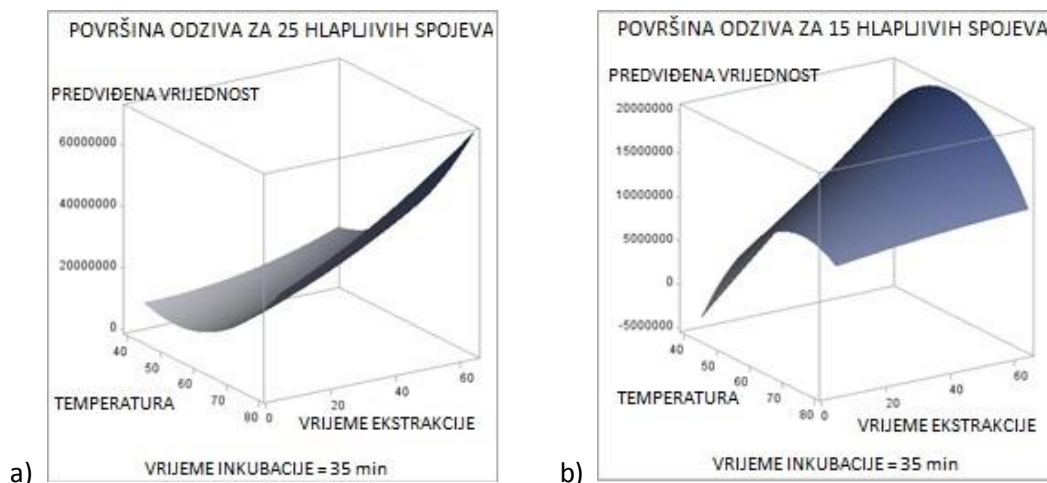 POVRŠINA ODZIVA ZA 25 HLAPLJIVIH SPOJEVA
PREDVIĐENA VRIJEDNOST
60000000
40000000
20000000
0
40
50
60
70
80
0
20
40
60
TEMPERATURA
VRIJEME EKSTRAKCIJE
VRIJEME INKUBACIJE = 35 min
a)
POVRŠINA ODZIVA ZA 15 HLAPLJIVIH SPOJEVA
PREDVIĐENA VRIJEDNOST
20000000
15000000
10000000
5000000
0
-5000000
40
50
60
70
80
0
20
40
60
TEMPERATURA
VRIJEME EKSTRAKCIJE
VRIJEME INKUBACIJE = 35 min
b)